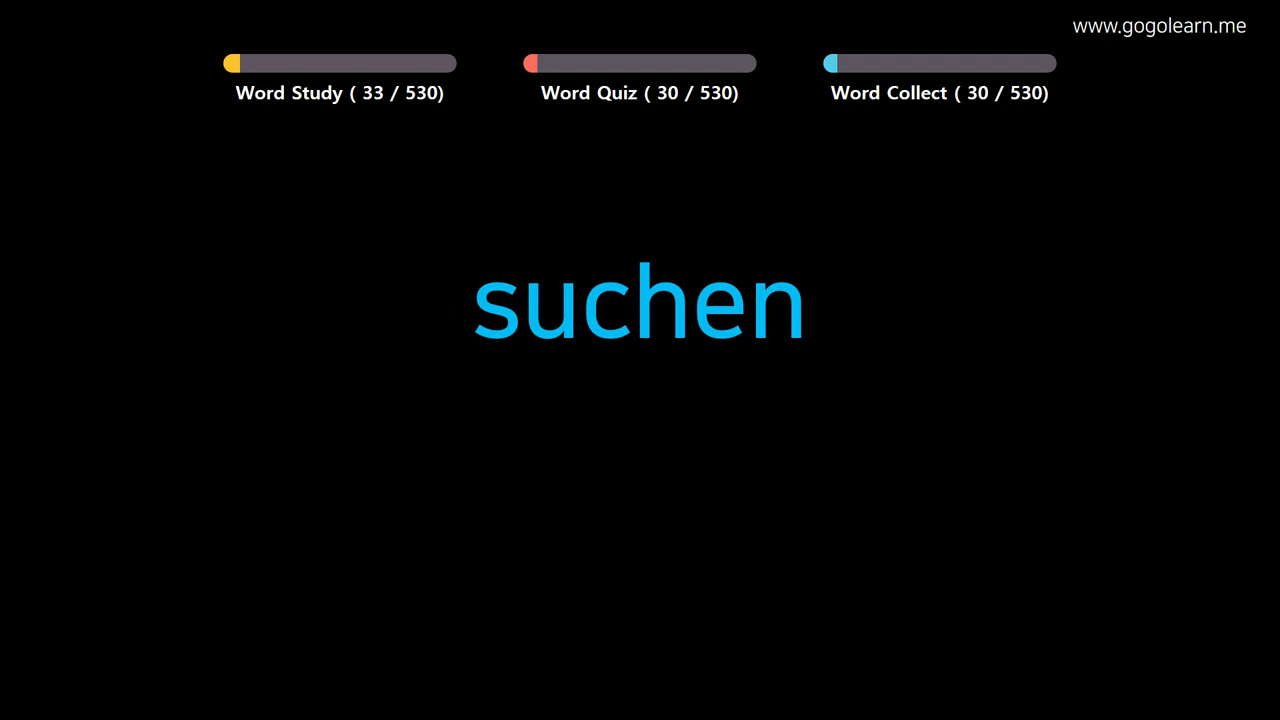 www.gogolearn.me
Word Study ( 33 / 530)
Word Quiz ( 30 / 530)
Word Collect ( 30 / 530)
suchen